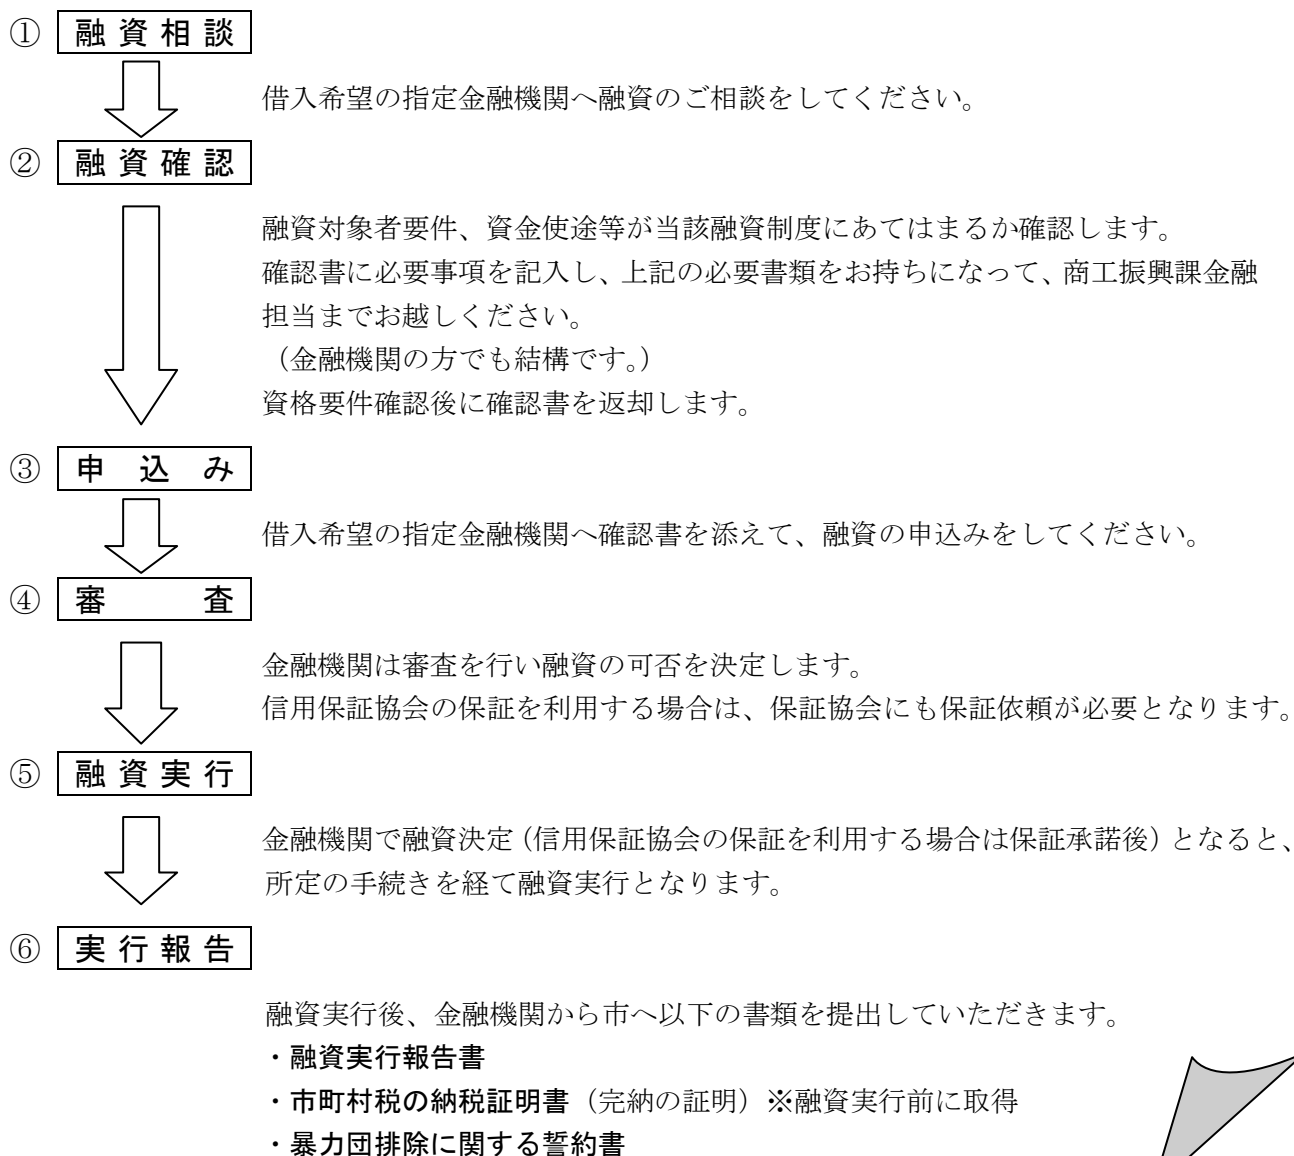 ① 融資相談
借入希望の指定金融機関へ融資のご相談をしてください。
② 融資確認
融資対象者要件、資金使途等が当該融資制度にあてはまるか確認します。
確認書に必要事項を記入し、上記の必要書類をお持ちになって、商工振興課金融
担当までお越しください。
（金融機関の方でも結構です。）
資格要件確認後に確認書を返却します。
③ 申込み
借入希望の指定金融機関へ確認書を添えて、融資の申込みをしてください。
④ 審査
金融機関は審査を行い融資の可否を決定します。
信用保証協会の保証を利用する場合は、保証協会にも保証依頼が必要となります。
⑤ 融資実行
金融機関で融資決定（信用保証協会の保証を利用する場合は保証承諾後）となると、
所定の手続きを経て融資実行となります。
⑥ 実行報告
融資実行後、金融機関から市へ以下の書類を提出していただきます。
・融資実行報告書
・市町村税の納税証明書（完納の証明）※融資実行前に取得
・暴力団排除に関する誓約書